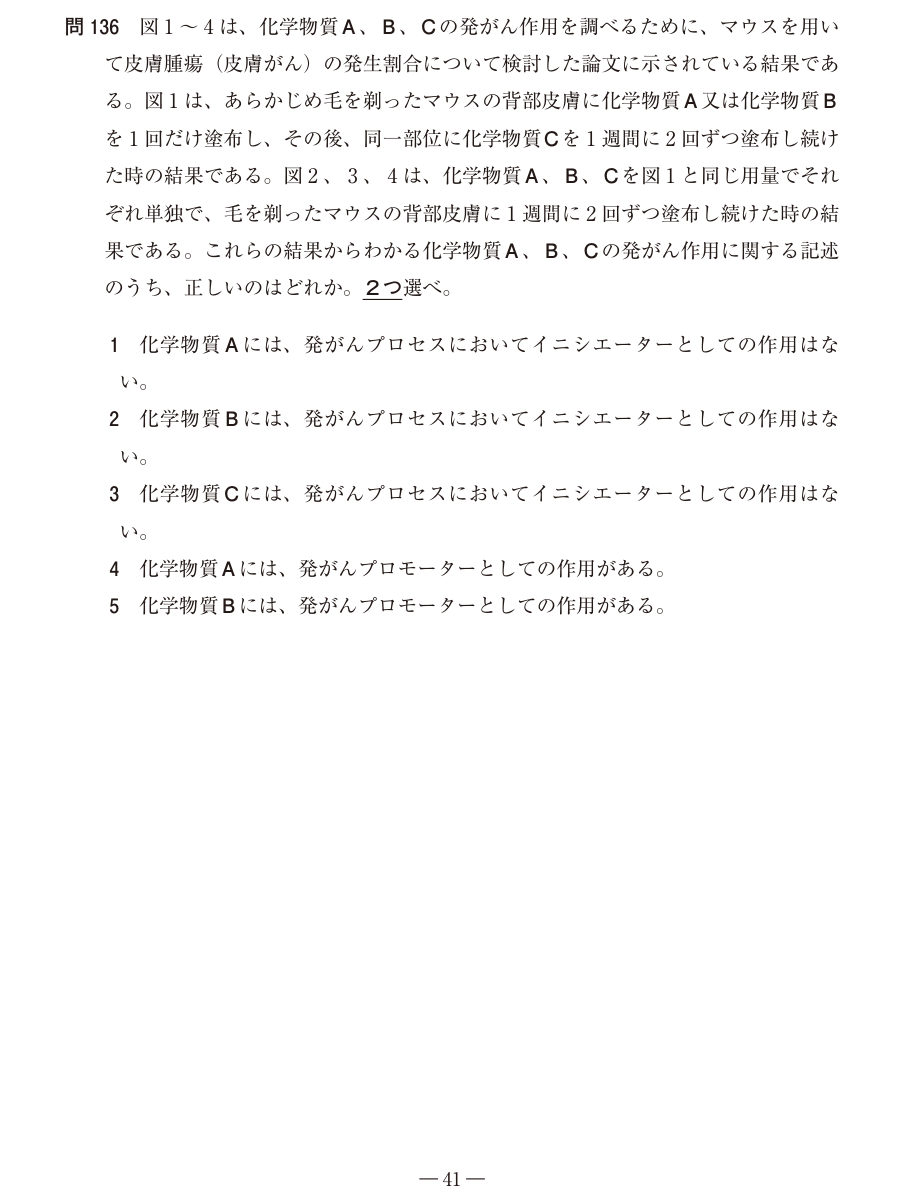 問 136　図１～４は、化学物質Ａ、Ｂ、Ｃの発がん作用を調べるために、マウスを用い
て皮膚腫瘍（皮膚がん）の発生割合について検討した論文に示されている結果であ
る。図１は、あらかじめ毛を剃ったマウスの背部皮膚に化学物質Ａ又は化学物質Ｂ
を１回だけ塗布し、その後、同一部位に化学物質Ｃを１週間に２回ずつ塗布し続け
た時の結果である。図２、３、４は、化学物質Ａ、Ｂ、Ｃを図１と同じ用量でそれ
ぞれ単独で、毛を剃ったマウスの背部皮膚に１週間に２回ずつ塗布し続けた時の結
果である。これらの結果からわかる化学物質Ａ、Ｂ、Ｃの発がん作用に関する記述
のうち、正しいのはどれか。２つ選べ。
1　化学物質Ａには、発がんプロセスにおいてイニシエーターとしての作用はな
い。
2　化学物質Ｂには、発がんプロセスにおいてイニシエーターとしての作用はな
い。
3　化学物質Ｃには、発がんプロセスにおいてイニシエーターとしての作用はな
い。
4　化学物質Ａには、発がんプロモーターとしての作用がある。
5　化学物質Ｂには、発がんプロモーターとしての作用がある。
― 41 ―